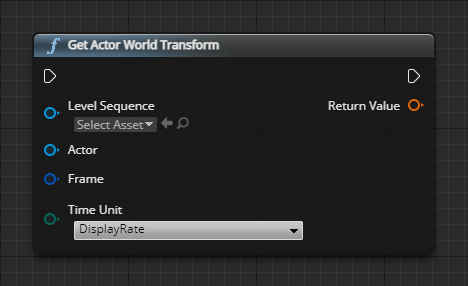 Get Actor World Transform
Level Sequence
Return Value
Select Asset
Actor
Frame
Time Unit
DisplayRate